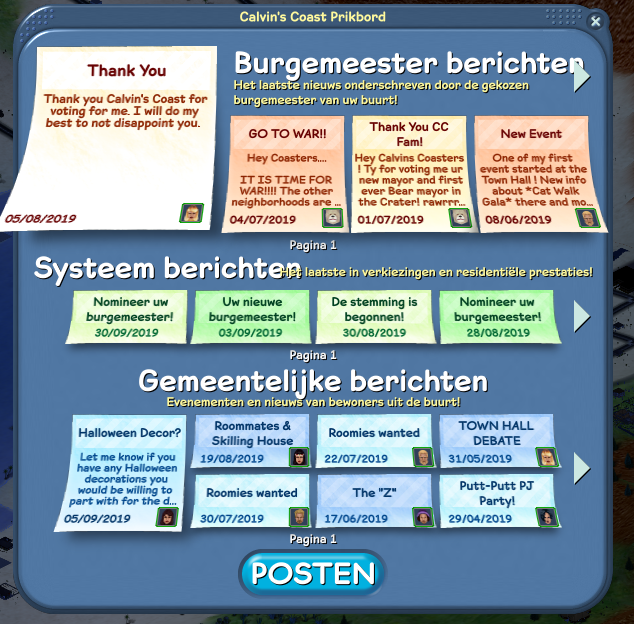 Calvin's Coast Prikbord
Thank You
Thank you Calvin's Coast for
voting for me. I will do my
best to not disappoint you.
05/08/2019
Burgemeester berichten
Het laatste nieuws onderschreven door de gekozen
burgemeester van uw buurt!
GO TO WAR!!
Hey Coasters....
IT IS TIME FOR
WAR!!!! The other
neighborhoods are ...
04/07/2019
Thank You CC
Fam!
Hey Calvins Coasters
! Ty for voting me ur
new mayor and first
ever Bear mayor in
the Crater! rawrrr...
01/07/2019
New Event
One of my first
event started at the
Town Hall ! New info
about *Cat Walk
Gala* there and mo...
08/06/2019
Pagina 1
Systeem berichten
Het laatste in verkiezingen en residentiële prestaties!
Nomineer uw
burgemeester!
30/09/2019
Uw nieuwe
burgemeester!
03/09/2019
De stemming is
begonnen!
30/08/2019
Nomineer uw
burgemeester!
28/08/2019
Pagina 1
Gemeentelijke berichten
Evenementen en nieuws van bewoners uit de buurt!
Halloween Decor?
Let me know if you
have any Halloween
decorations you
would be willing to
part with for the d...
05/09/2019
Roommates &
Skilling House
19/08/2019
Roomies wanted
22/07/2019
TOWN HALL
DEBATE
31/05/2019
Roomies wanted
30/07/2019
The "Z"
17/06/2019
Putt-Putt PJ
Party!
29/04/2019
Pagina 1
POSTEN